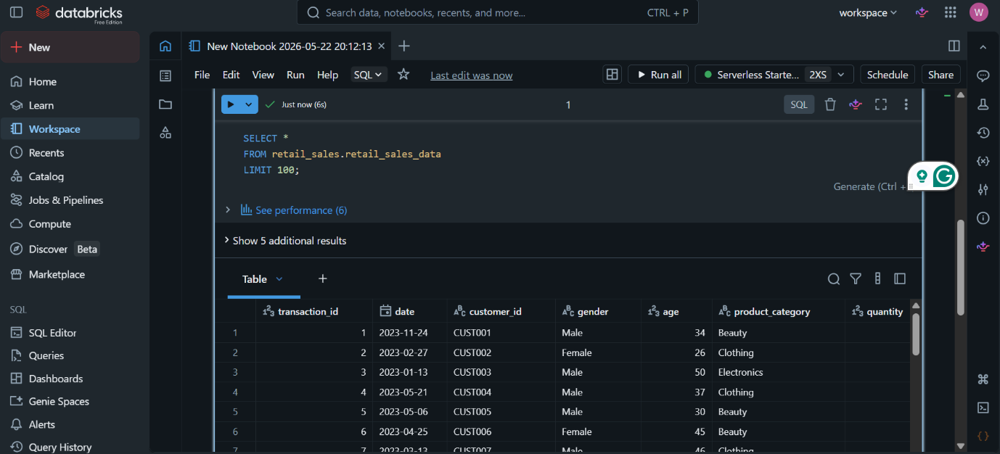 databricks
Free Edition
Search data, notebooks, recents, and more...
CTRL + P
workspace
W
New
Home
Learn
Workspace
Recents
Catalog
Jobs & Pipelines
Compute
Discover Beta
Marketplace
SQL
SQL Editor
Queries
Dashboards
Genie Spaces
Alerts
Query History
New Notebook 2026-05-22 20:12:13
File Edit View Run Help SQL Last edit was now
Run all Serverless Starte... 2XS Schedule Share
Just now (6s) 1 SQL
SELECT *
FROM retail_sales.retail_sales_data
LIMIT 100;
Generate (Ctrl +
See performance (6)
Show 5 additional results
Table
transaction_id date customer_id gender age product_category quantity
1 1 2023-11-24 CUST001 Male 34 Beauty
2 2 2023-02-27 CUST002 Female 26 Clothing
3 3 2023-01-13 CUST003 Male 50 Electronics
4 4 2023-05-21 CUST004 Male 37 Clothing
5 5 2023-05-06 CUST005 Male 30 Beauty
6 6 2023-04-25 CUST006 Female 45 Beauty
7 7 2023-03-13 CUST007 Male 46 Clothing